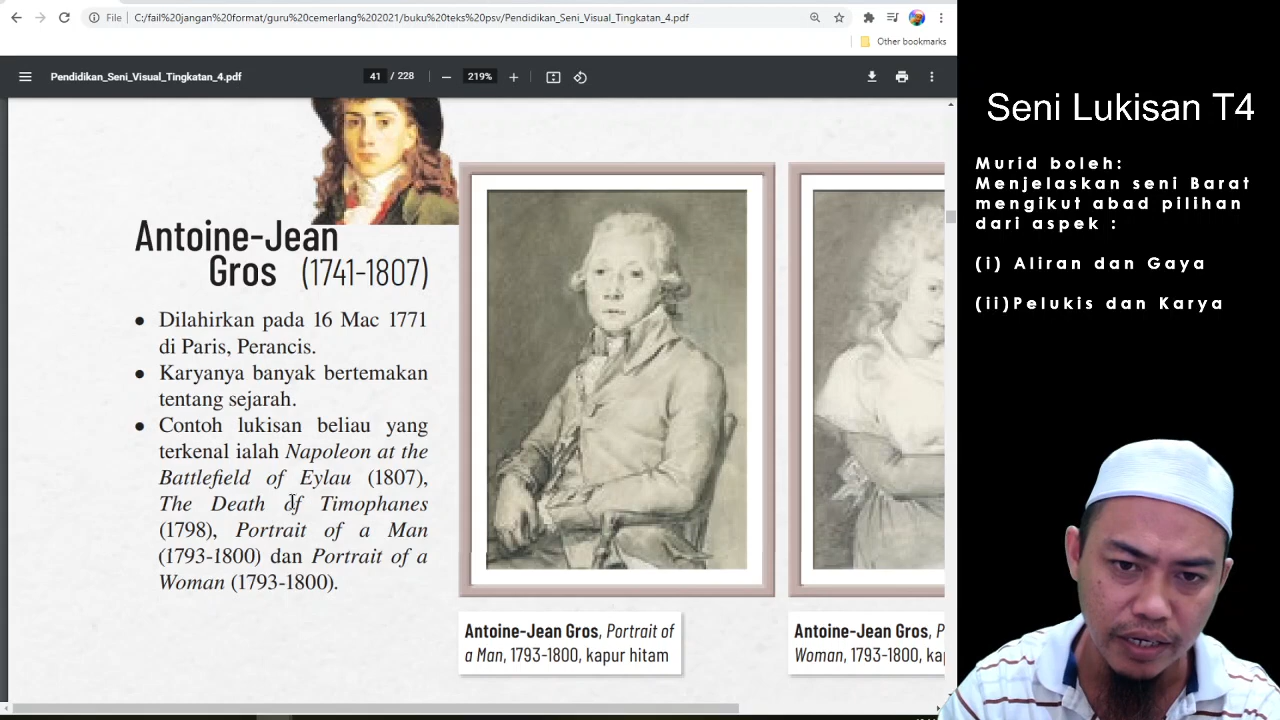 File
C:/fail%20jangan%20format/guru%20cemerlang%202021/buku%20teks%20psv/Pendidikan_Seni_Visual_Tingkatan_4.pdf
Other bookmarks
Pendidikan_Seni_Visual_Tingkatan_4.pdf
41 / 228
219%
Antoine-Jean
Gros (1741-1807)
• Dilahirkan pada 16 Mac 1771
di Paris, Perancis.
• Karyanya banyak bertemakan
tentang sejarah.
• Contoh lukisan beliau yang
terkenal ialah Napoleon at the
Battlefield of Eylau (1807),
The Death of Timophanes
(1798), Portrait of a Man
(1793-1800) dan Portrait of a
Woman (1793-1800).
Antoine-Jean Gros, Portrait of
a Man, 1793-1800, kapur hitam
Antoine-Jean Gros, P
Woman, 1793-1800, ka
Seni Lukisan T4
Murid boleh:
Menjelaskan seni Barat
mengikut abad pilihan
dari aspek :
(i) Aliran dan Gaya
(ii)Pelukis dan Karya